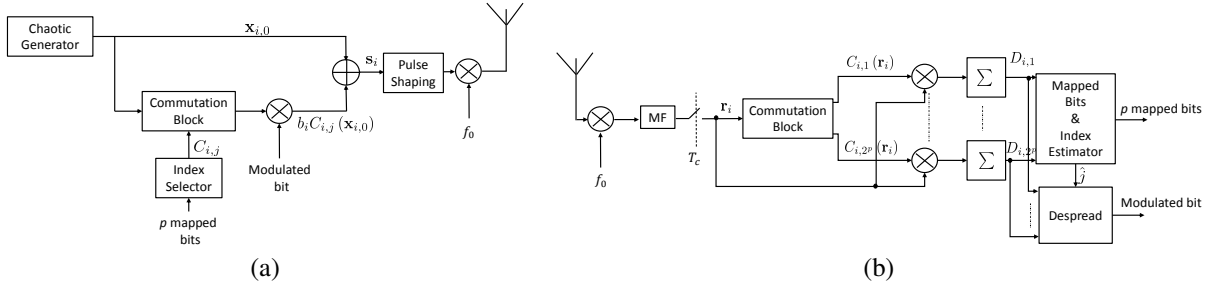 Chaotic
Generator
𝐱_{i,0}
𝐬_i
Pulse
Shaping
f_0
Commutation
Block
b_i C_{i,j} (𝐱_{i,0})
C_{i,j}
Index
Selector
Modulated
bit
p mapped
bits
(a)
f_0
MF
T_c
𝐫_i
Commutation
Block
C_{i,1} (𝐫_i)
C_{i,2^p} (𝐫_i)
∑
∑
D_{i,1}
D_{i,2^p}
Mapped
Bits
&
Index
Estimator
p mapped bits
ĵ
Despread
Modulated bit
(b)